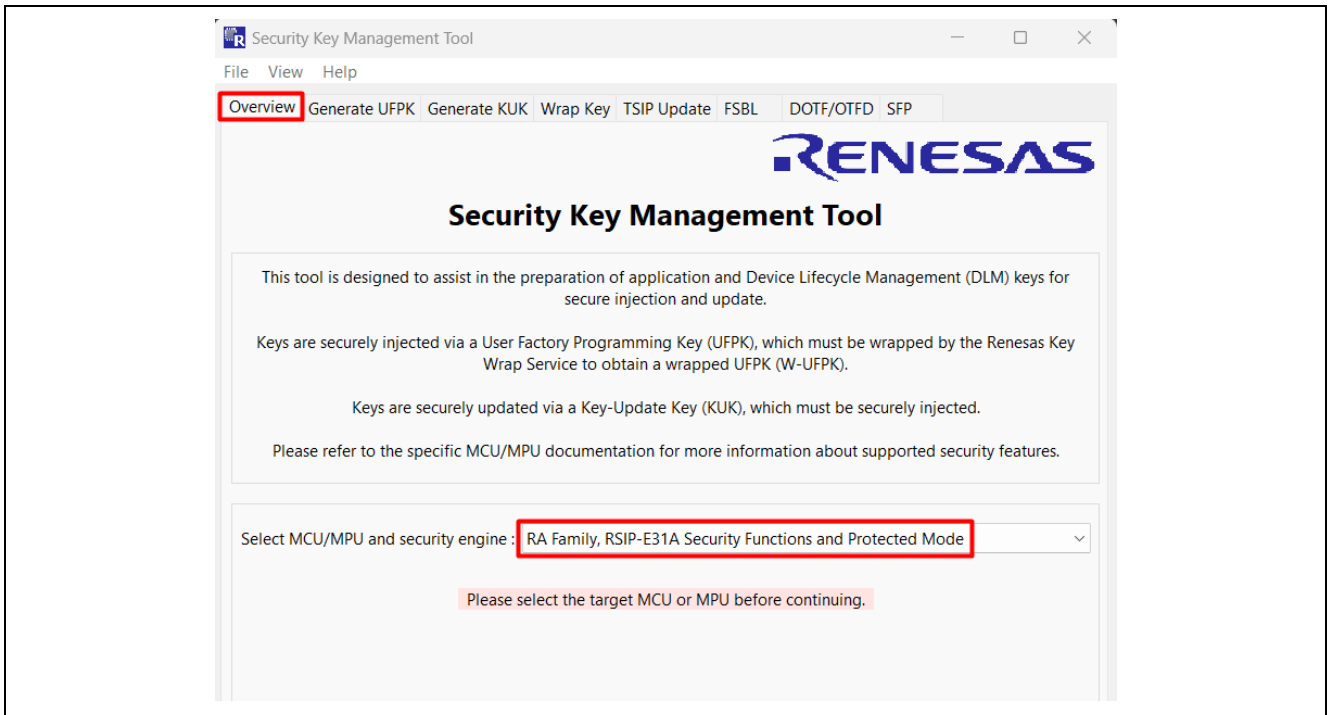 Security Key Management Tool
File View Help
Overview Generate UFPK Generate KUK Wrap Key TSIP Update FSBL DOTF/OTFD SFP
RENESAS
Security Key Management Tool
This tool is designed to assist in the preparation of application and Device Lifecycle Management (DLM) keys for
secure injection and update.
Keys are securely injected via a User Factory Programming Key (UFPK), which must be wrapped by the Renesas Key
Wrap Service to obtain a wrapped UFPK (W-UFPK).
Keys are securely updated via a Key-Update Key (KUK), which must be securely injected.
Please refer to the specific MCU/MPU documentation for more information about supported security features.
Select MCU/MPU and security engine : RA Family, RSIP-E31A Security Functions and Protected Mode
Please select the target MCU or MPU before continuing.